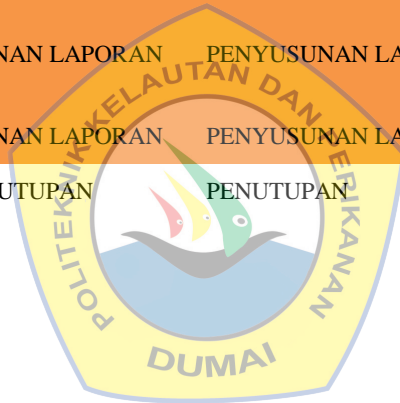 NAN LAPORAN PENYUSUNAN LA
NAN LAPORAN PENYUSUNAN LA
UTUPAN PENUTUPAN
POLITEKNIK KELAUTAN DAN PERIKANAN
DUMAI